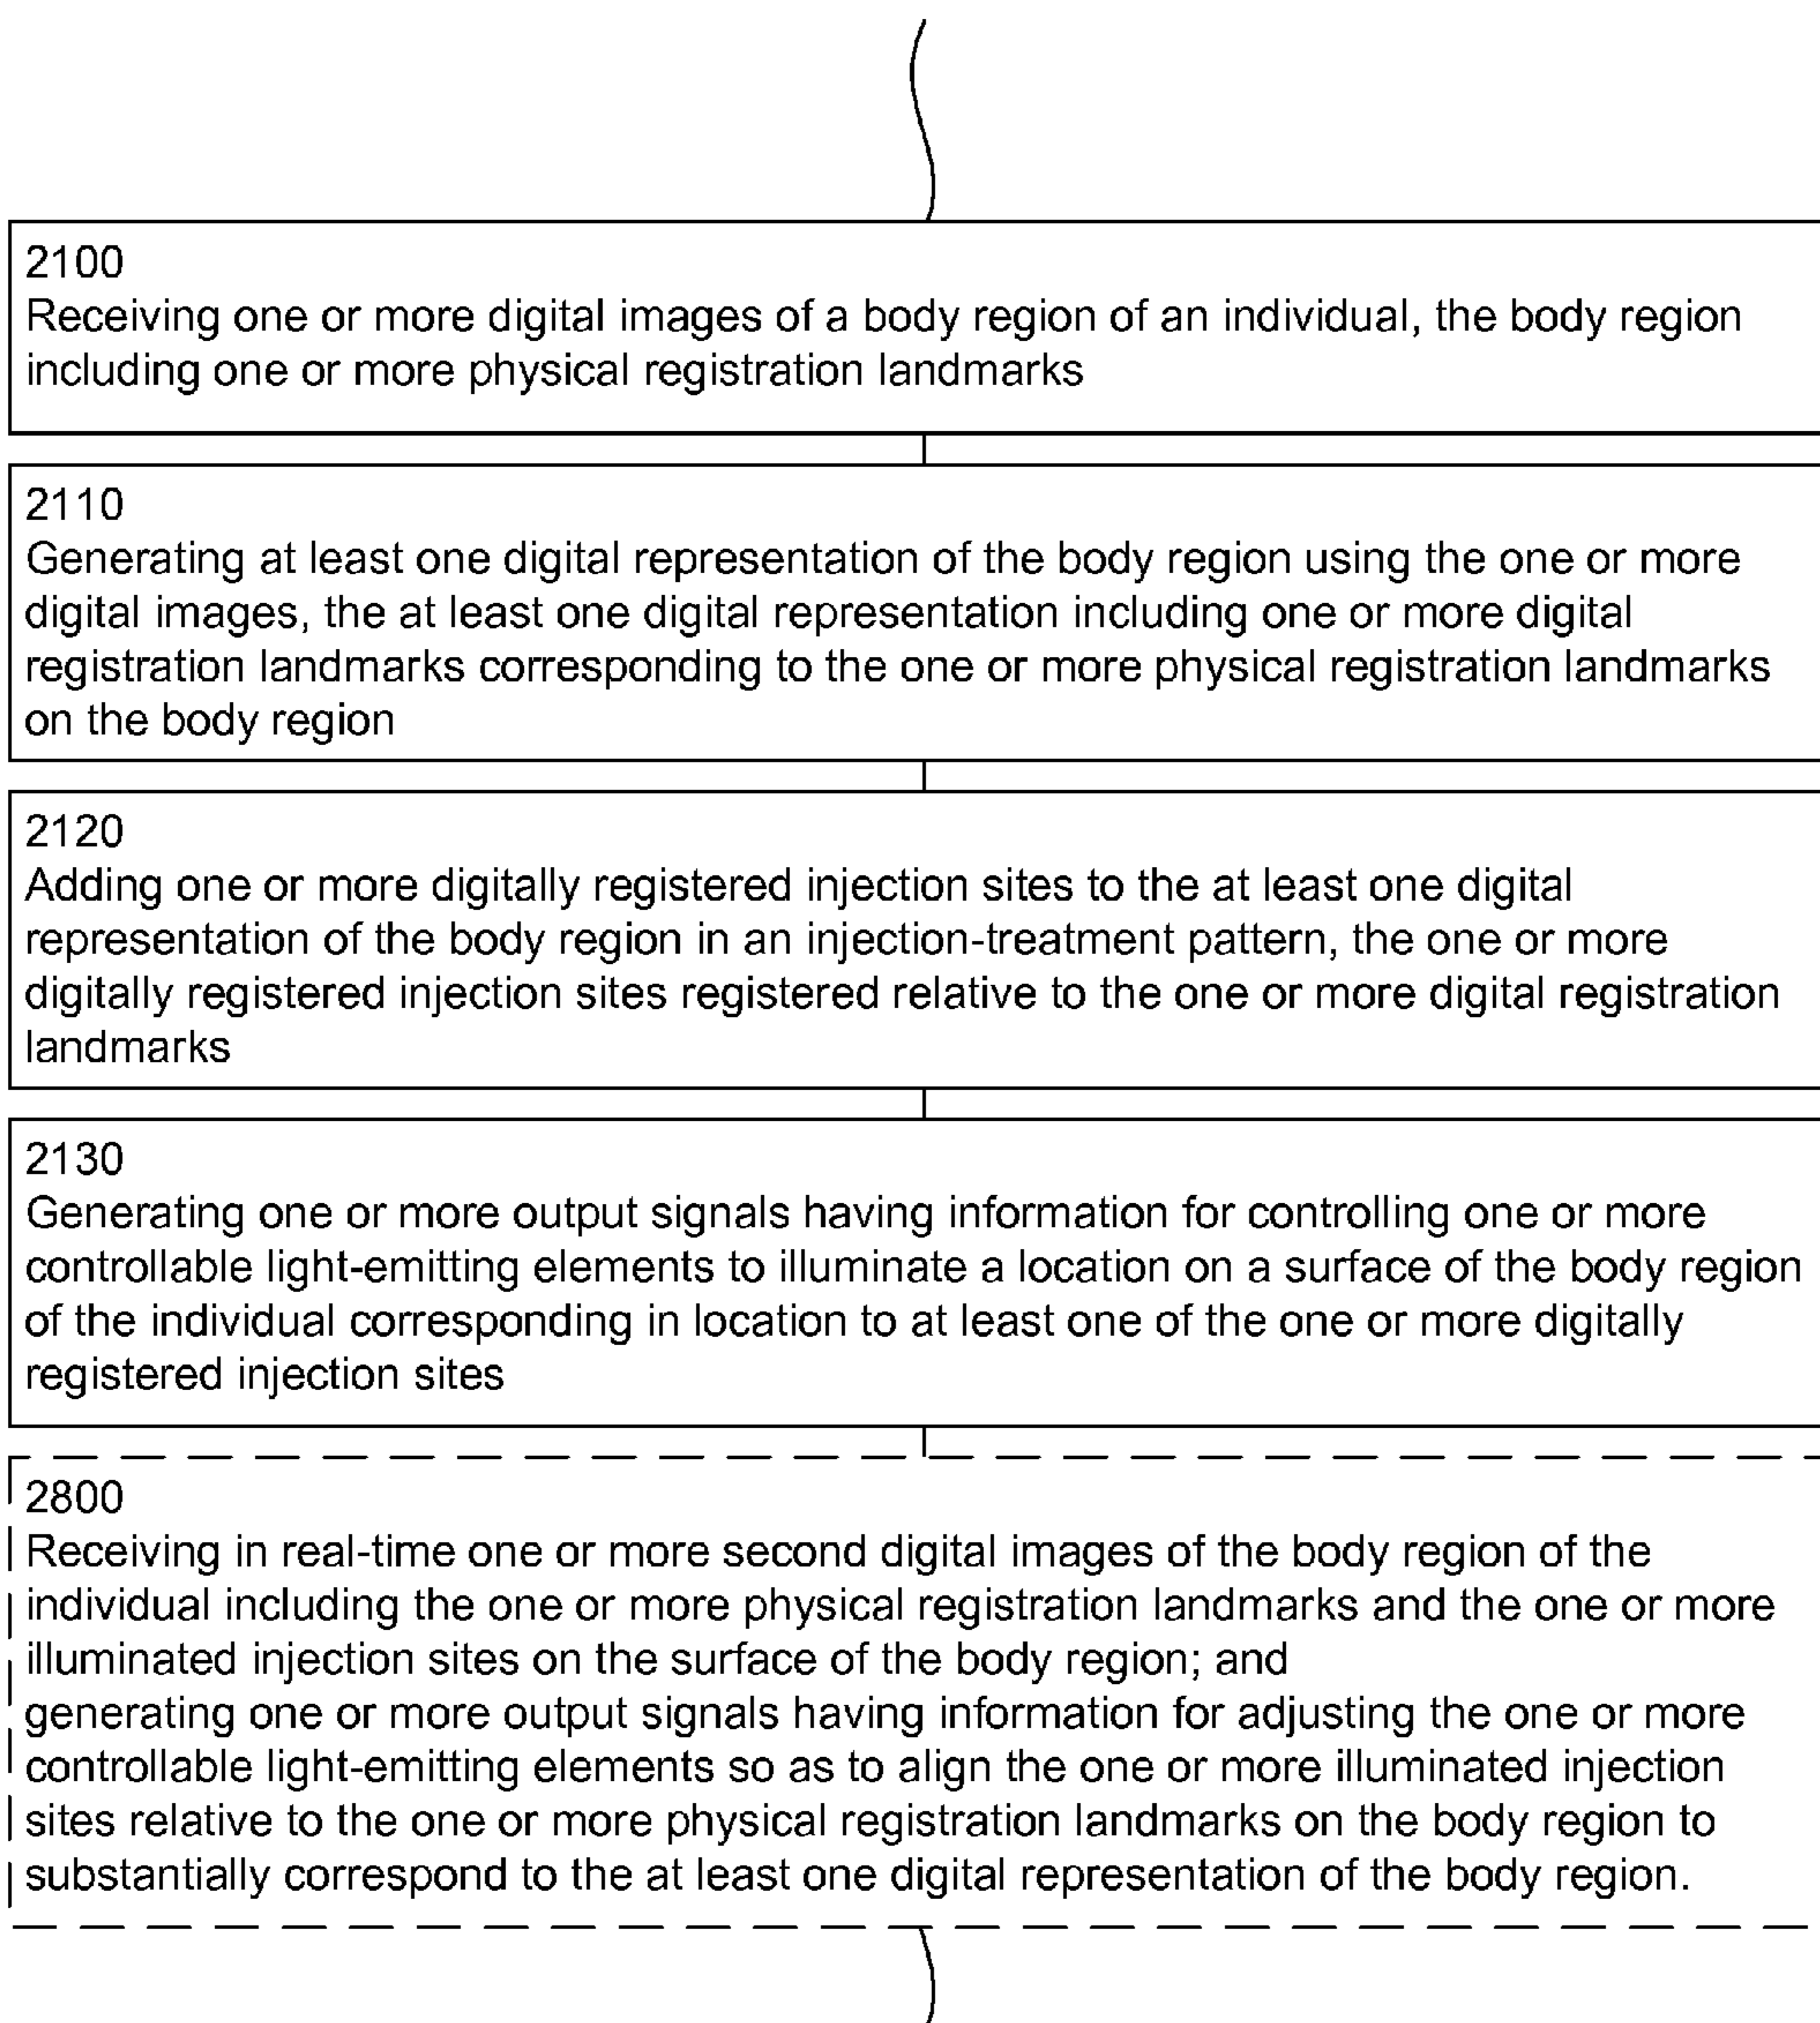 2100
Receiving one or more digital images of a body region of an individual, the body region
including one or more physical registration landmarks
2110
Generating at least one digital representation of the body region using the one or more
digital images, the at least one digital representation including one or more digital
registration landmarks corresponding to the one or more physical registration landmarks
on the body region
2120
Adding one or more digitally registered injection sites to the at least one digital
representation of the body region in an injection-treatment pattern, the one or more
digitally registered injection sites registered relative to the one or more digital registration
landmarks
2130
Generating one or more output signals having information for controlling one or more
controllable light-emitting elements to illuminate a location on a surface of the body region
of the individual corresponding in location to at least one of the one or more digitally
registered injection sites
2800
Receiving in real-time one or more second digital images of the body region of the
individual including the one or more physical registration landmarks and the one or more
illuminated injection sites on the surface of the body region; and
generating one or more output signals having information for adjusting the one or more
controllable light-emitting elements so as to align the one or more illuminated injection
sites relative to the one or more physical registration landmarks on the body region to
substantially correspond to the at least one digital representation of the body region.